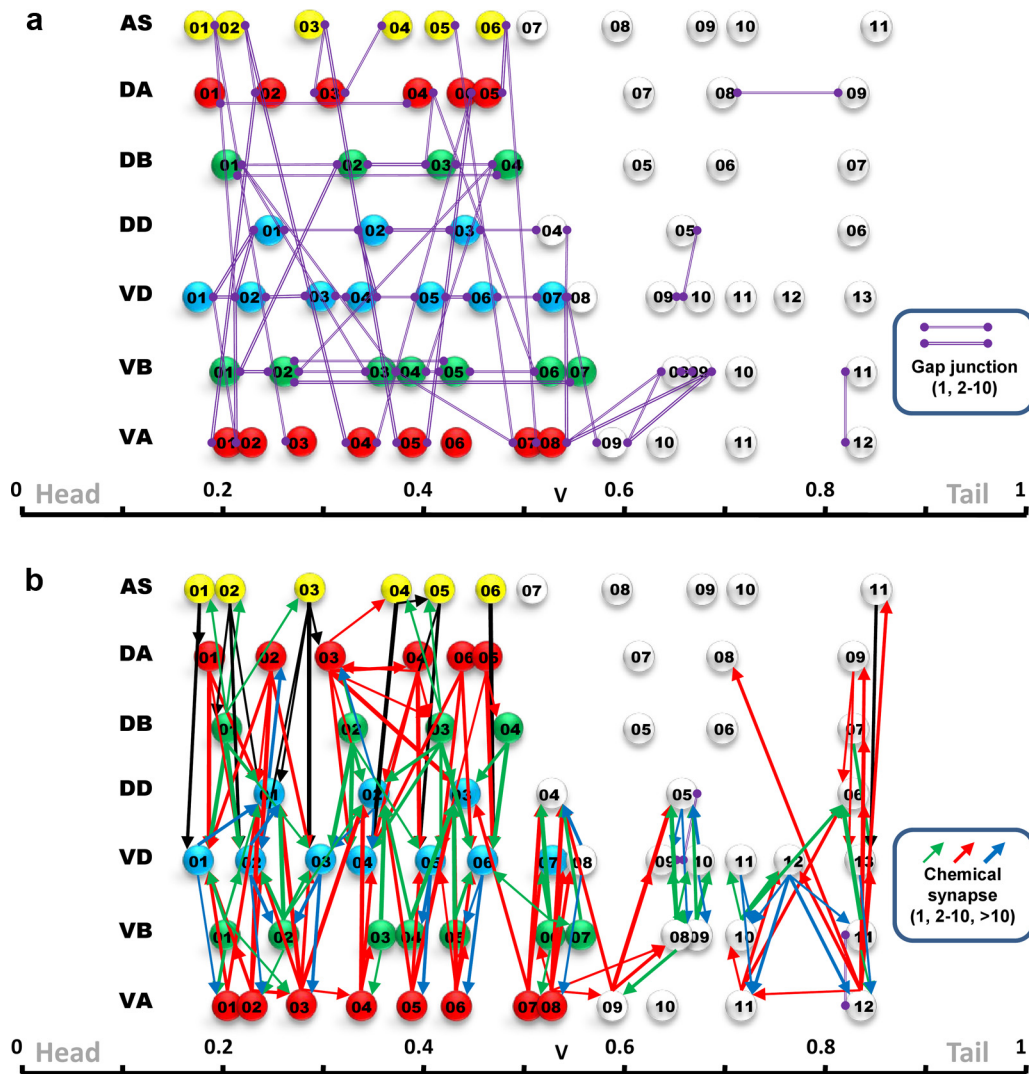 a
AS 01 02 03 04 05 06 07 08 09 10 11
DA 01 02 03 04 06 05 07 08 09
DB 01 02 03 04 05 06 07
DD 01 02 03 04 05 06
VD 01 02 03 04 05 06 07 08 09 10 11 12 13
VB 01 02 03 04 05 06 07 08 09 10 11
VA 01 02 03 04 05 06 07 08 09 10 11 12
Gap junction
(1, 2-10)
0 Head 0.2 0.4 V 0.6 0.8 Tail 1
b
AS 01 02 03 04 05 06 07 08 09 10 11
DA 01 02 03 04 06 05 07 08 09
DB 01 02 03 04 05 06 07
DD 01 02 03 04 05 06
VD 01 02 03 04 05 06 07 08 09 10 11 12 13
VB 01 02 03 04 05 06 07 08 09 10 11
VA 01 02 03 04 05 06 07 08 09 10 11 12
Chemical
synapse
(1, 2-10, >10)
0 Head 0.2 0.4 V 0.6 0.8 Tail 1